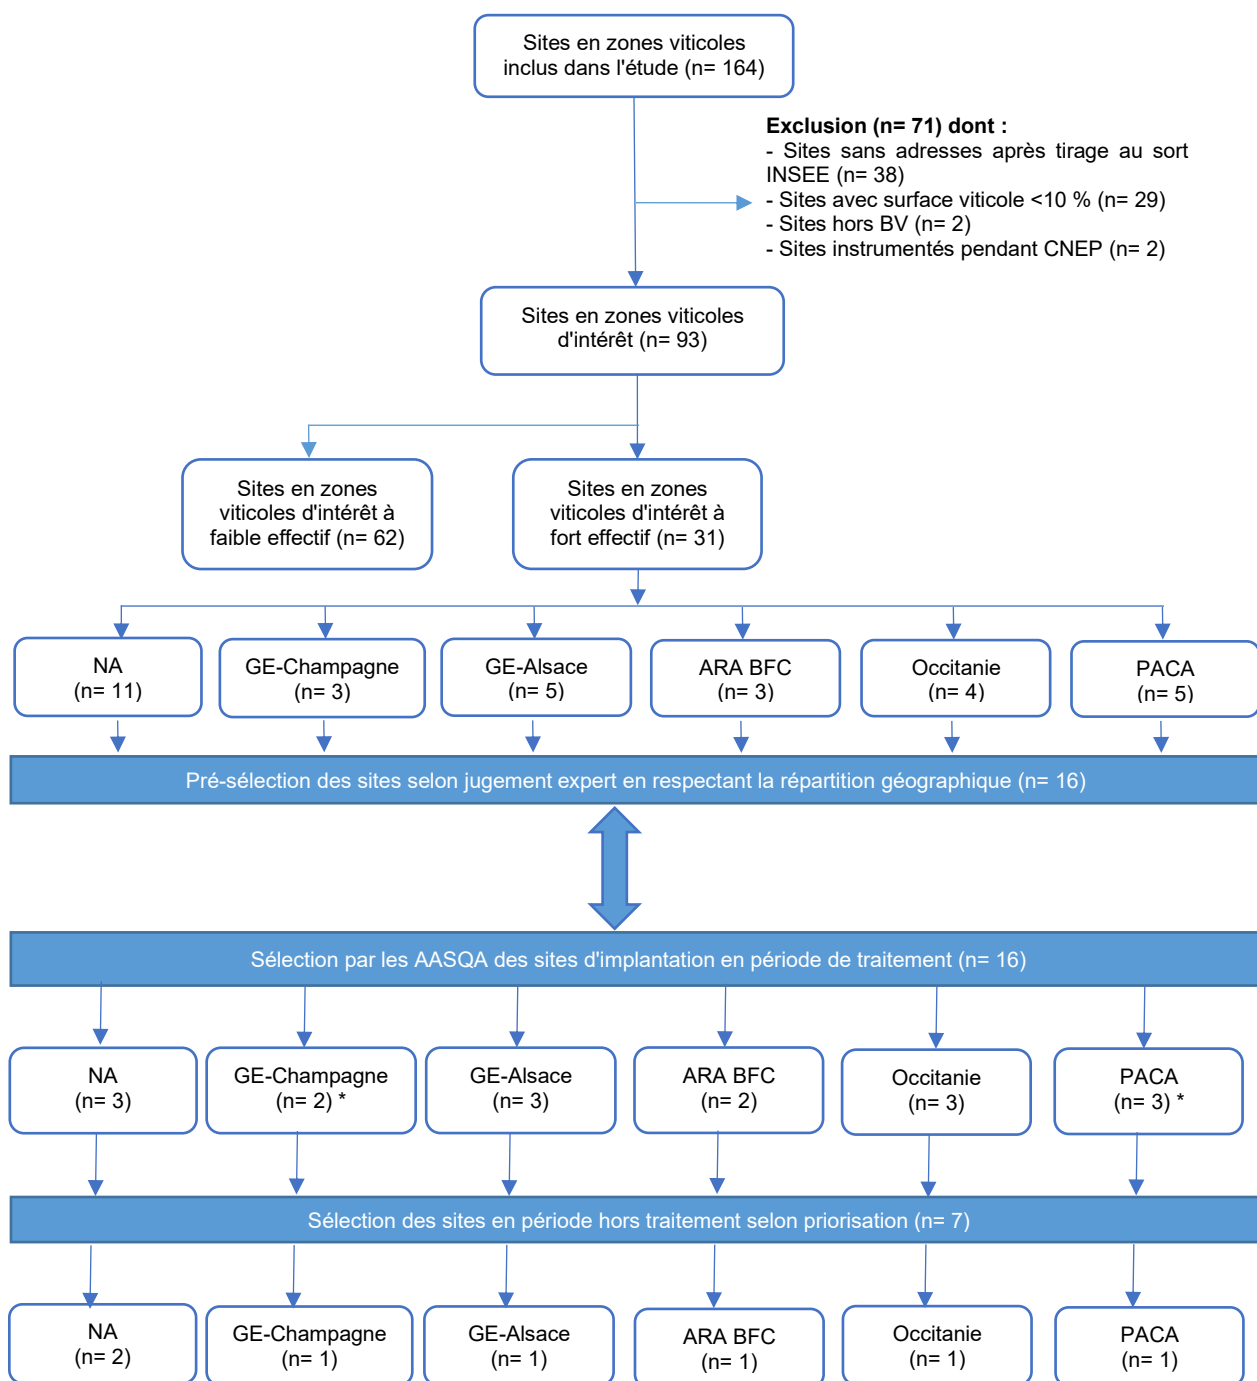 Sites en zones viticoles
inclus dans l'étude (n= 164)
Exclusion (n= 71) dont :
- Sites sans adresses après tirage au sort
INSEE (n= 38)
- Sites avec surface viticole <10 % (n= 29)
- Sites hors BV (n= 2)
- Sites instrumentés pendant CNEP (n= 2)
Sites en zones viticoles
d'intérêt (n= 93)
Sites en zones
viticoles d'intérêt à
faible effectif (n= 62)
Sites en zones
viticoles d'intérêt à
fort effectif (n= 31)
NA
(n= 11)
GE-Champagne
(n= 3)
GE-Alsace
(n= 5)
ARA BFC
(n= 3)
Occitanie
(n= 4)
PACA
(n= 5)
Pré-sélection des sites selon jugement expert en respectant la répartition géographique (n= 16)
Sélection par les AASQA des sites d'implantation en période de traitement (n= 16)
NA
(n= 3)
GE-Champagne
(n= 2) *
GE-Alsace
(n= 3)
ARA BFC
(n= 2)
Occitanie
(n= 3)
PACA
(n= 3) *
Sélection des sites en période hors traitement selon priorisation (n= 7)
NA
(n= 2)
GE-Champagne
(n= 1)
GE-Alsace
(n= 1)
ARA BFC
(n= 1)
Occitanie
(n= 1)
PACA
(n= 1)